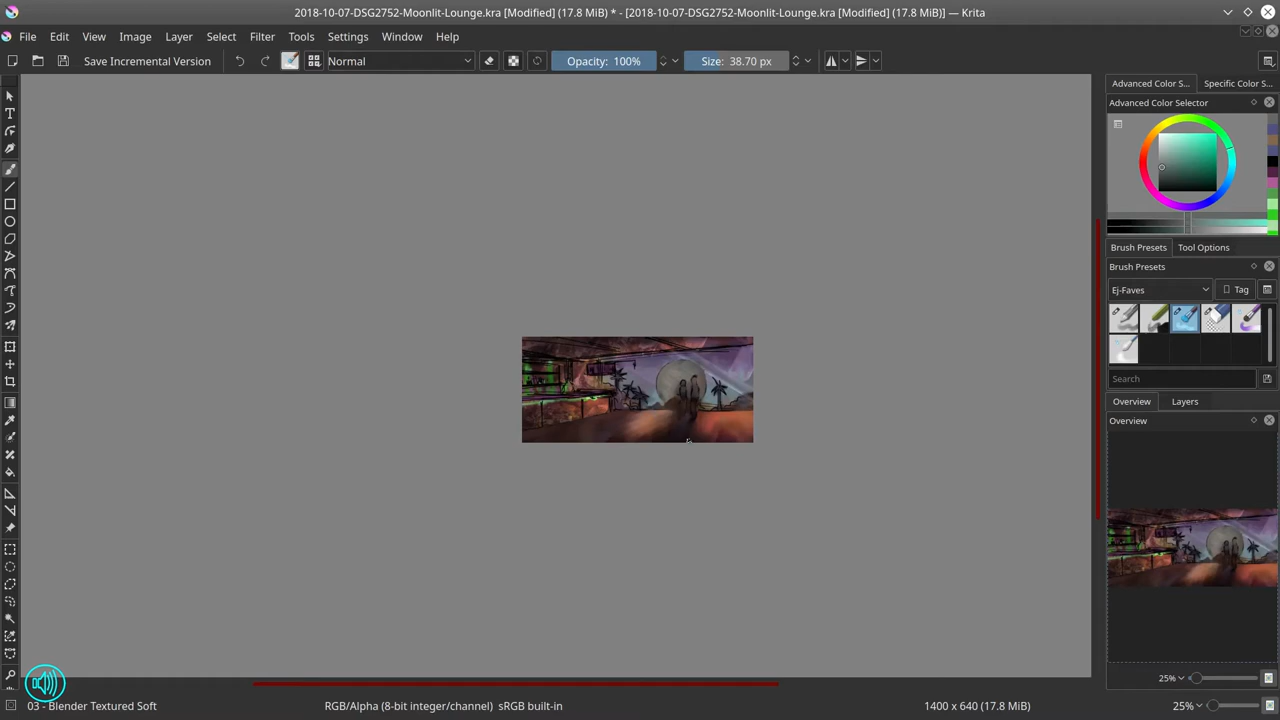 2018-10-07-DSG2752-Moonlit-Lounge.kra [Modified] (17.8 MiB) * - [2018-10-07-DSG2752-Moonlit-Lounge.kra [Modified] (17.8 MiB)] — Krita
File Edit View Image Layer Select Filter Tools Settings Window Help
Save Incremental Version Normal Opacity: 100% Size: 38.70 px
Advanced Color S... Specific Color S...
Advanced Color Selector
Brush Presets Tool Options
Brush Presets
Ej-Faves Tag
Search
Overview Layers
Overview
25%
03 - Blender Textured Soft RGB/Alpha (8-bit integer/channel) sRGB built-in 1400 x 640 (17.8 MiB) 25%